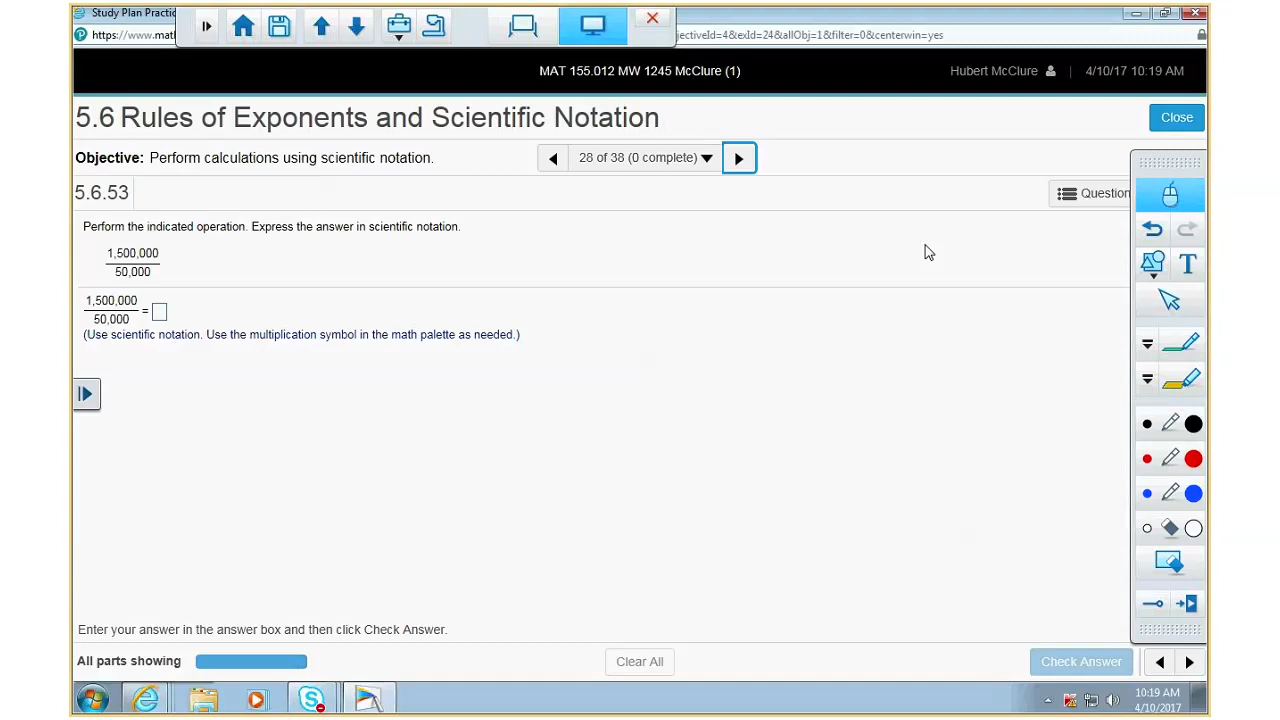 Study Plan Practic
https://www.mat
jectiveId=4&exId=24&allObj=1&filter=0&centerwin=yes
MAT 155.012 MW 1245 McClure (1)
Hubert McClure | 4/10/17 10:19 AM
5.6 Rules of Exponents and Scientific Notation
Close
Objective: Perform calculations using scientific notation.
28 of 38 (0 complete)
5.6.53
Question
Perform the indicated operation. Express the answer in scientific notation.
1,500,000
50,000
1,500,000
50,000
=
(Use scientific notation. Use the multiplication symbol in the math palette as needed.)
T
Enter your answer in the answer box and then click Check Answer.
All parts showing
Clear All
Check Answer
10:19 AM
4/10/2017